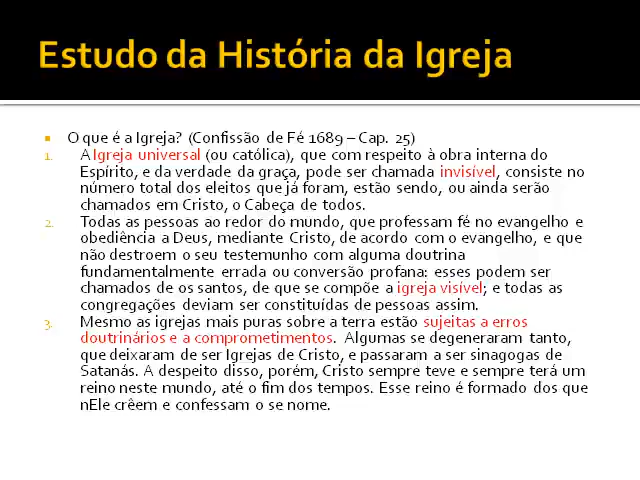 Estudo da História da Igreja
O que é a Igreja? (Confissão de Fé 1689 – Cap. 25)
1. A Igreja universal (ou católica), que com respeito à obra interna do
Espírito, e da verdade da graça, pode ser chamada invisível, consiste no
número total dos eleitos que já foram, estão sendo, ou ainda serão
chamados em Cristo, o Cabeça de todos.
2. Todas as pessoas ao redor do mundo, que professam fé no evangelho e
obediência a Deus, mediante Cristo, de acordo com o evangelho, e que
não destroem o seu testemunho com alguma doutrina
fundamentalmente errada ou conversão profana: esses podem ser
chamados de os santos, de que se compõe a igreja visível; e todas as
congregações deviam ser constituídas de pessoas assim.
3. Mesmo as igrejas mais puras sobre a terra estão sujeitas a erros
doutrinários e a comprometimentos. Algumas se degeneraram tanto,
que deixaram de ser Igrejas de Cristo, e passaram a ser sinagogas de
Satanás. A despeito disso, porém, Cristo sempre teve e sempre terá um
reino neste mundo, até o fim dos tempos. Esse reino é formado dos que
nEle crêem e confessam o se nome.